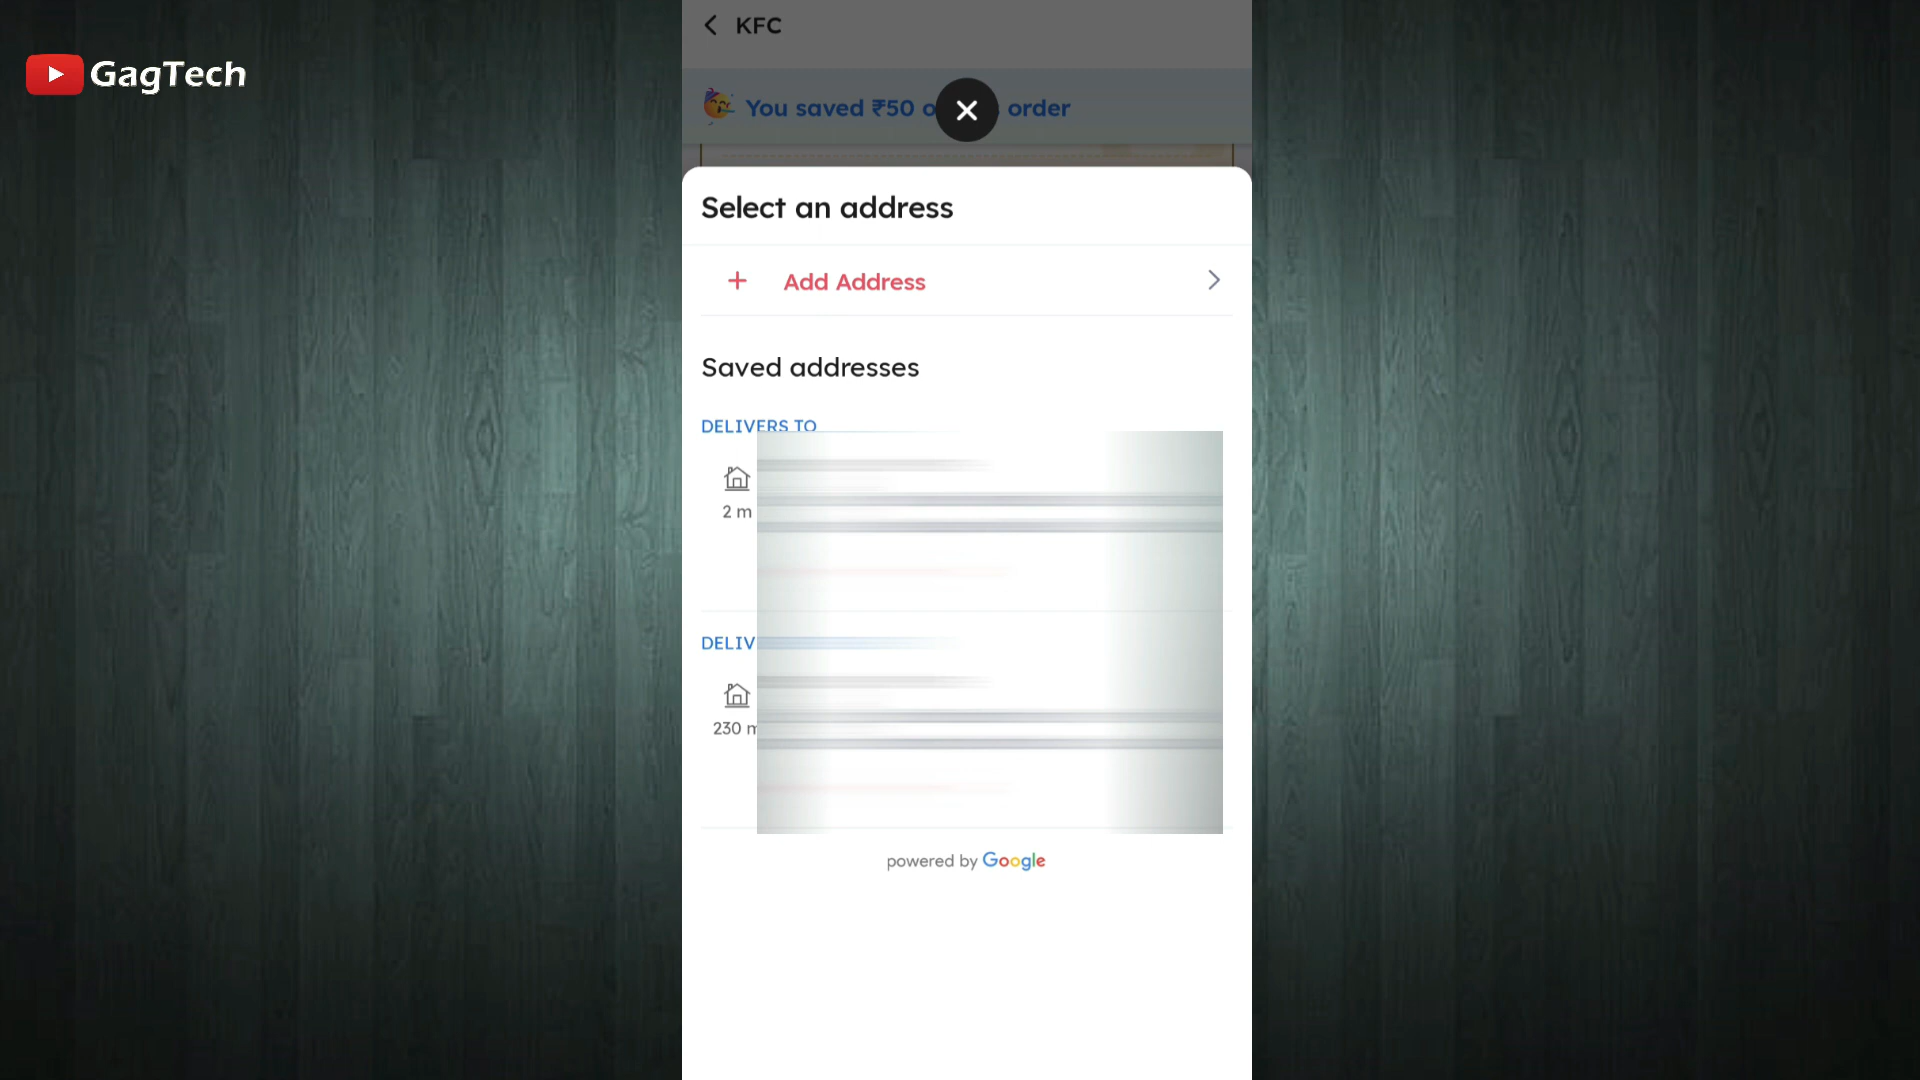 GagTech
KFC
You saved ₹50 o order
Select an address
Add Address
Saved addresses
DELIVERS TO
2 m
DELIV
230 m
powered by Google